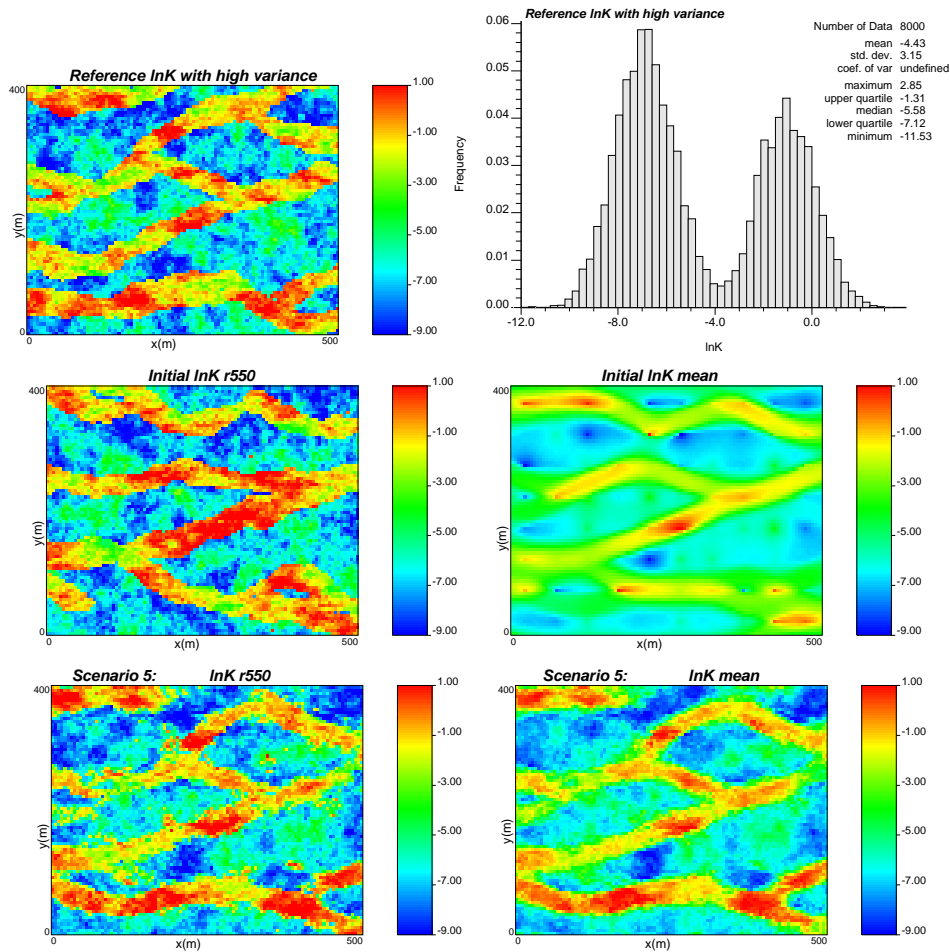 Reference lnK with high variance
400
y(m)
0
x(m)
500
1.00
-1.00
-3.00
-5.00
-7.00
-9.00
Reference lnK with high variance
Frequency
0.06
0.05
0.04
0.03
0.02
0.01
0.00
-12.0
-8.0
-4.0
0.0
lnK
Number of Data 8000
mean -4.43
std. dev. 3.15
coef. of var undefined
maximum 2.85
upper quartile -1.31
median -5.58
lower quartile -7.12
minimum -11.53
Initial lnK r550
400
y(m)
0
0
x(m)
500
1.00
-1.00
-3.00
-5.00
-7.00
-9.00
Initial lnK mean
400
y(m)
0
0
x(m)
500
1.00
-1.00
-3.00
-5.00
-7.00
-9.00
Scenario 5: lnK r550
400
y(m)
0
0
x(m)
500
1.00
-1.00
-3.00
-5.00
-7.00
-9.00
Scenario 5: lnK mean
400
y(m)
0
0
x(m)
500
1.00
-1.00
-3.00
-5.00
-7.00
-9.00